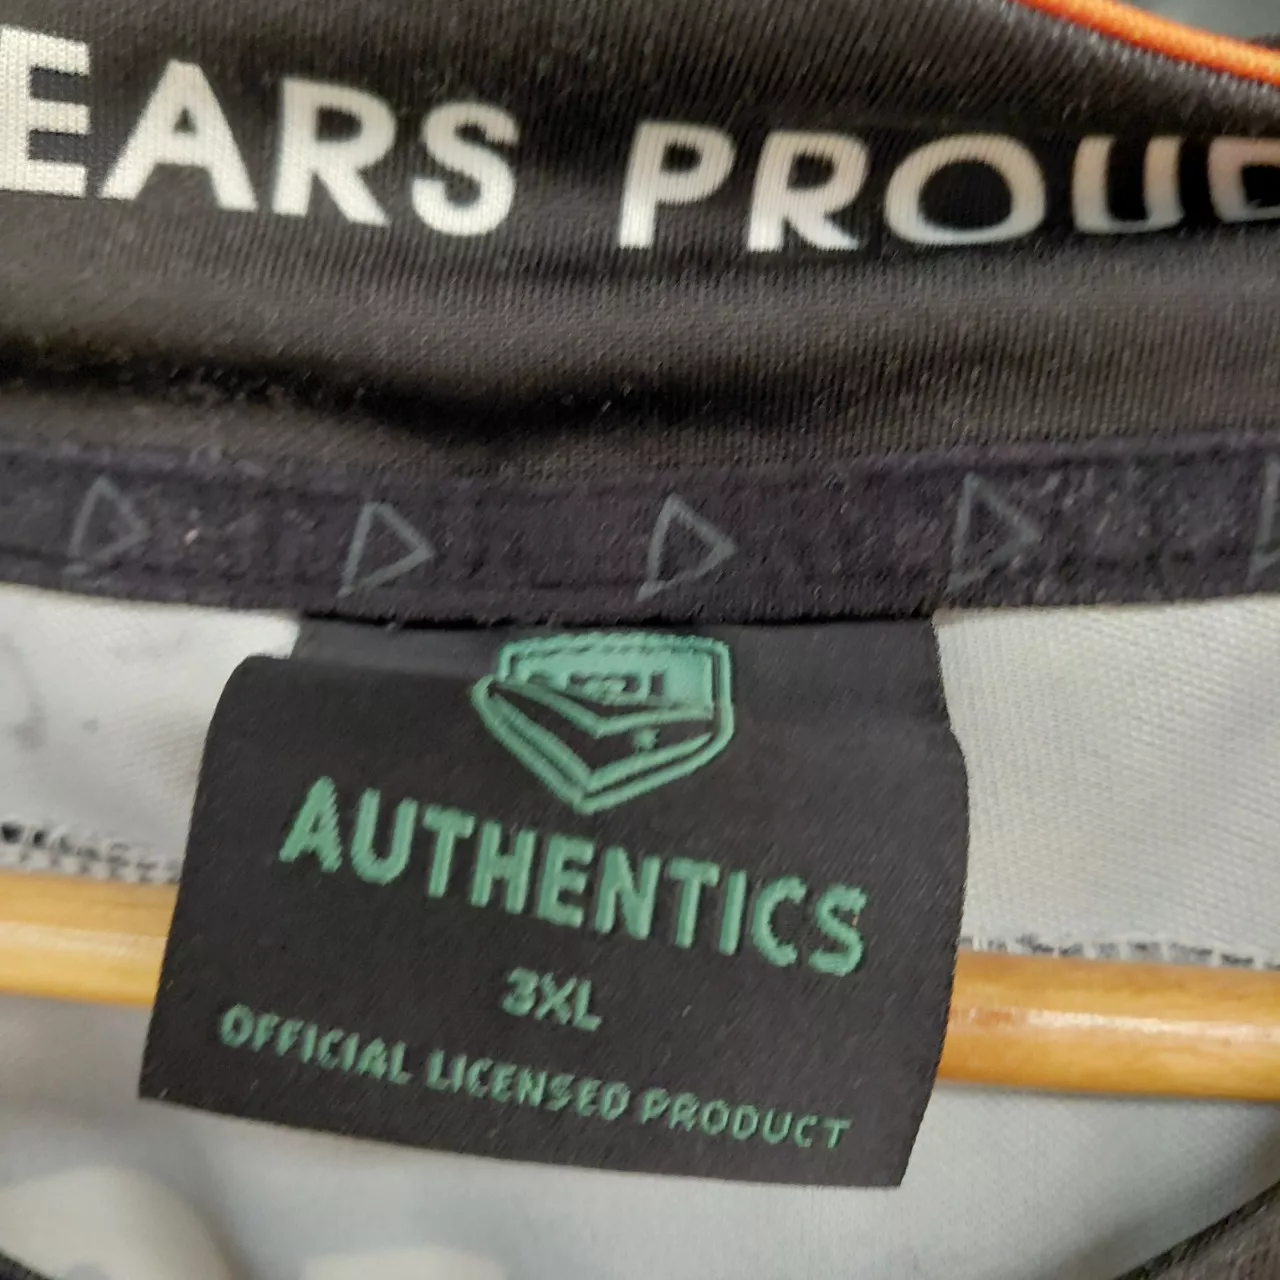 EARS PROUD
AUTHENTICS
3XL
OFFICIAL LICENSED PRODUCT